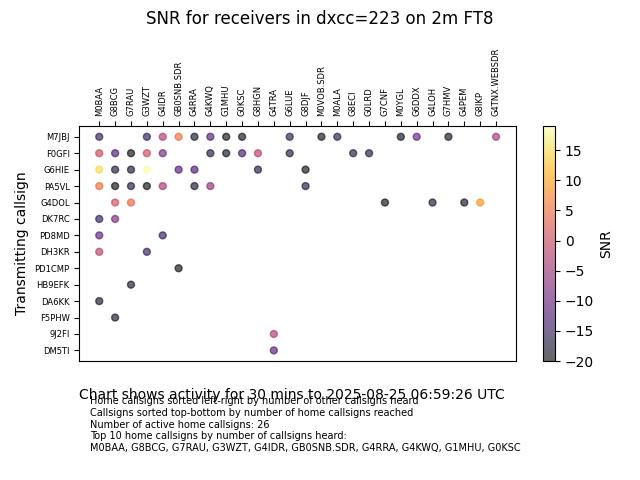 SNR for receivers in dxcc=223 on 2m FT8
M0BAA G8BCG G7RAU G3WZT G4IDR GB0SNB.SDR G4RRA G4KWQ G1MHU G0KSC G8HGN G4TRA G6LUE G8DJF M0VOB.SDR M0ALA G8ECI G0LRD G7CNF M0YGL G6DDX G4LOH G7HMV G4PEM G8IKP G4TNX.WEBSDR
Transmitting callsign
M7JBJ
F0GFI
G6HIE
PA5VL
G4DOL
DK7RC
PD8MD
DH3KR
PD1CMP
HB9EFK
DA6KK
F5PHW
9J2FI
DM5TI
15
10
5
0
−5
−10
−15
−20
SNR
Chart shows activity for 30 mins to 2025-08-25 06:59:26 UTC
Home callsigns sorted left-right by number of other callsigns heard
Callsigns sorted top-bottom by number of home callsigns reached
Number of active home callsigns: 26
Top 10 home callsigns by number of callsigns heard:
M0BAA, G8BCG, G7RAU, G3WZT, G4IDR, GB0SNB.SDR, G4RRA, G4KWQ, G1MHU, G0KSC